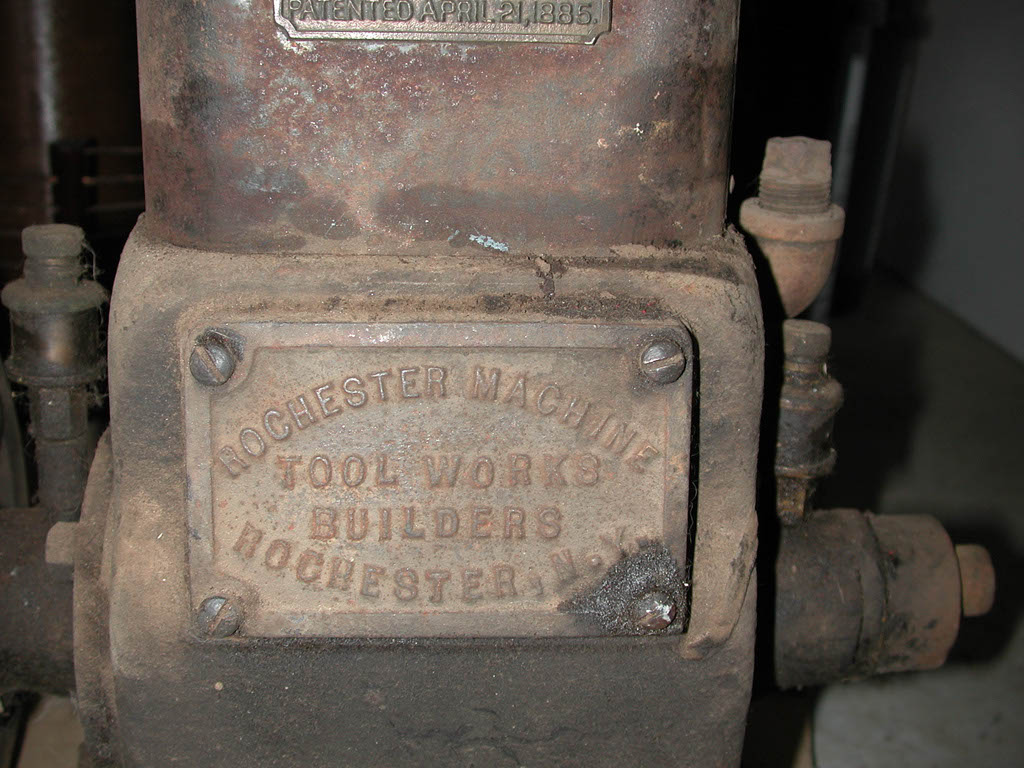 PATENTED APRIL 21, 1885.
ROCHESTER MACHINE
TOOL WORKS
BUILDERS
ROCHESTER, N.Y.